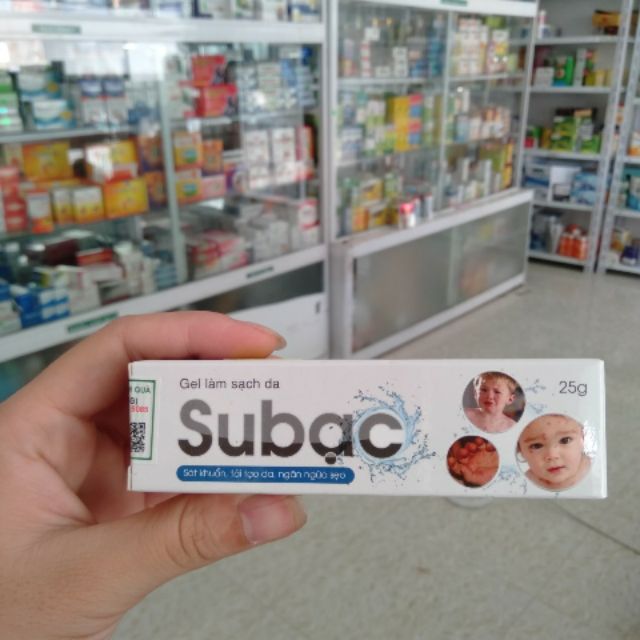 Gel làm sạch da
25g
Subạc
Sát khuẩn, tái tạo da, ngăn ngừa sẹo